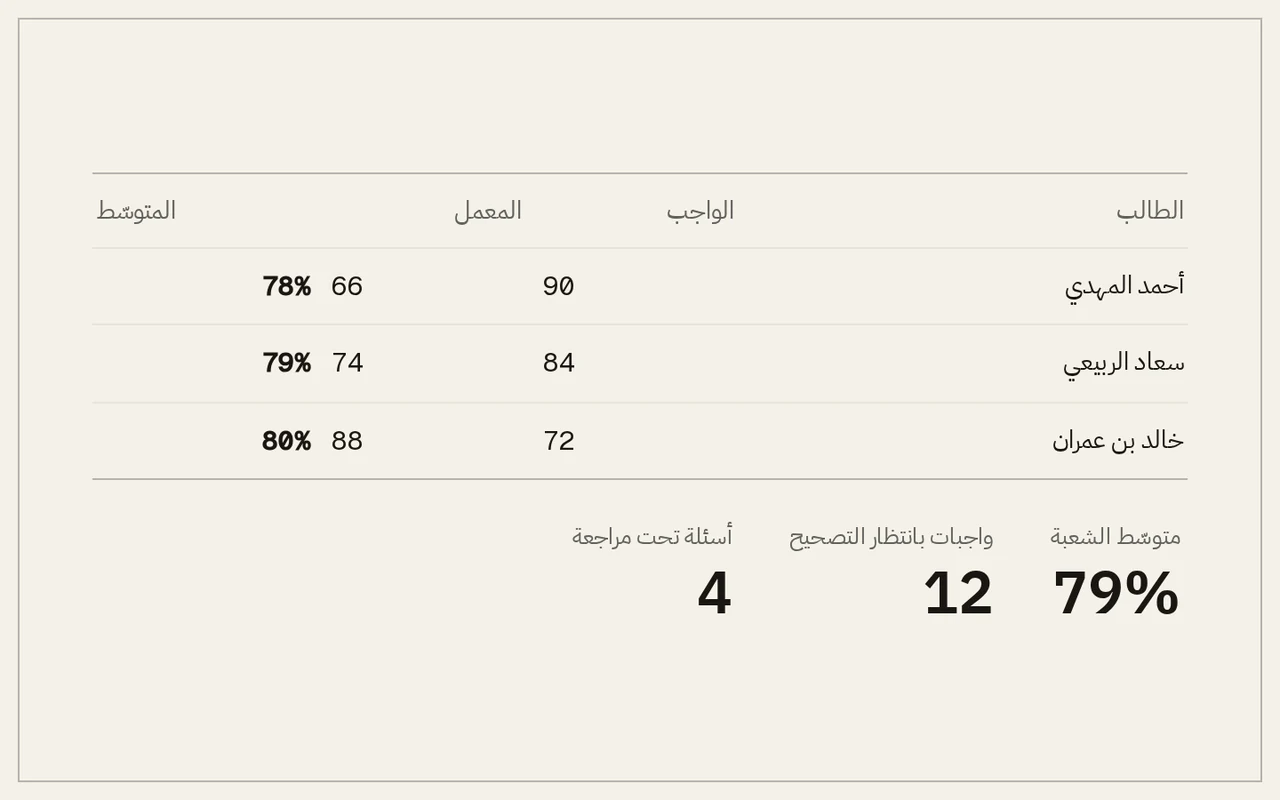 الطالب الواجب المعمل المتوسّط
أحمد المهدي 90 66 78%
سعاد الربيعي 84 74 79%
خالد بن عمران 72 88 80%
متوسّط الشعبة واجبات بانتظار التصحيح أسئلة تحت مراجعة
79% 12 4